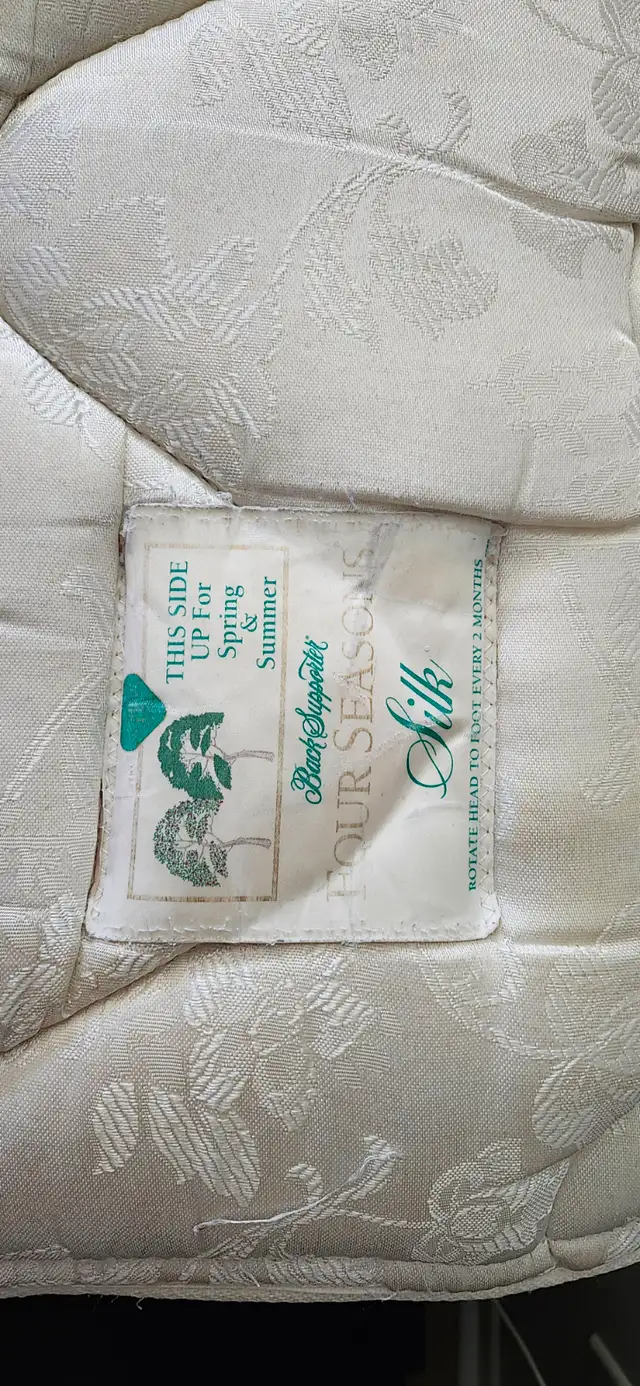 THIS SIDE
UP For
Spring
&
Summer
Back Supporter®
FOUR SEASONS
Silk
ROTATE HEAD TO FOOT EVERY 2 MONTHS